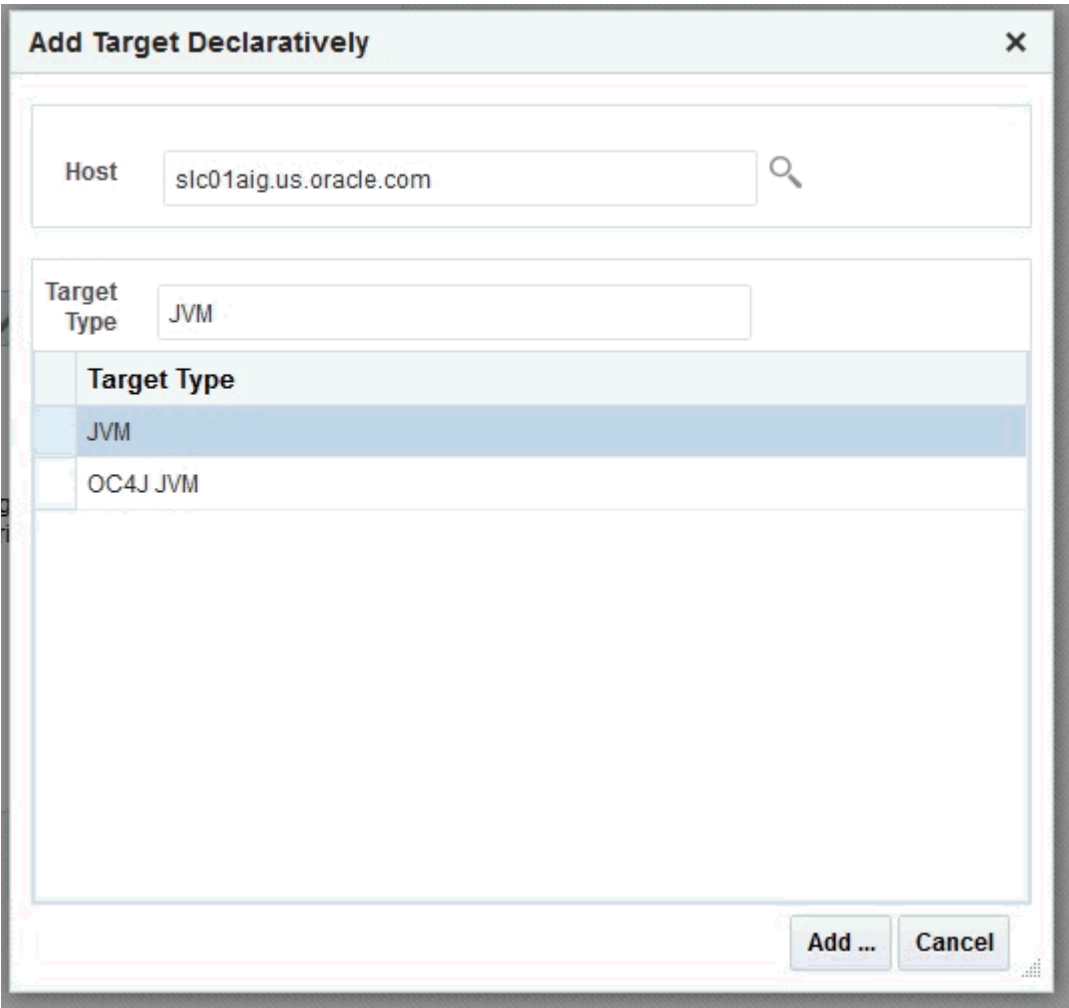 Add Target Declaratively
Host
slc01aig.us.oracle.com
Target
Type
JVM
Target Type
JVM
OC4J JVM
Add ...
Cancel